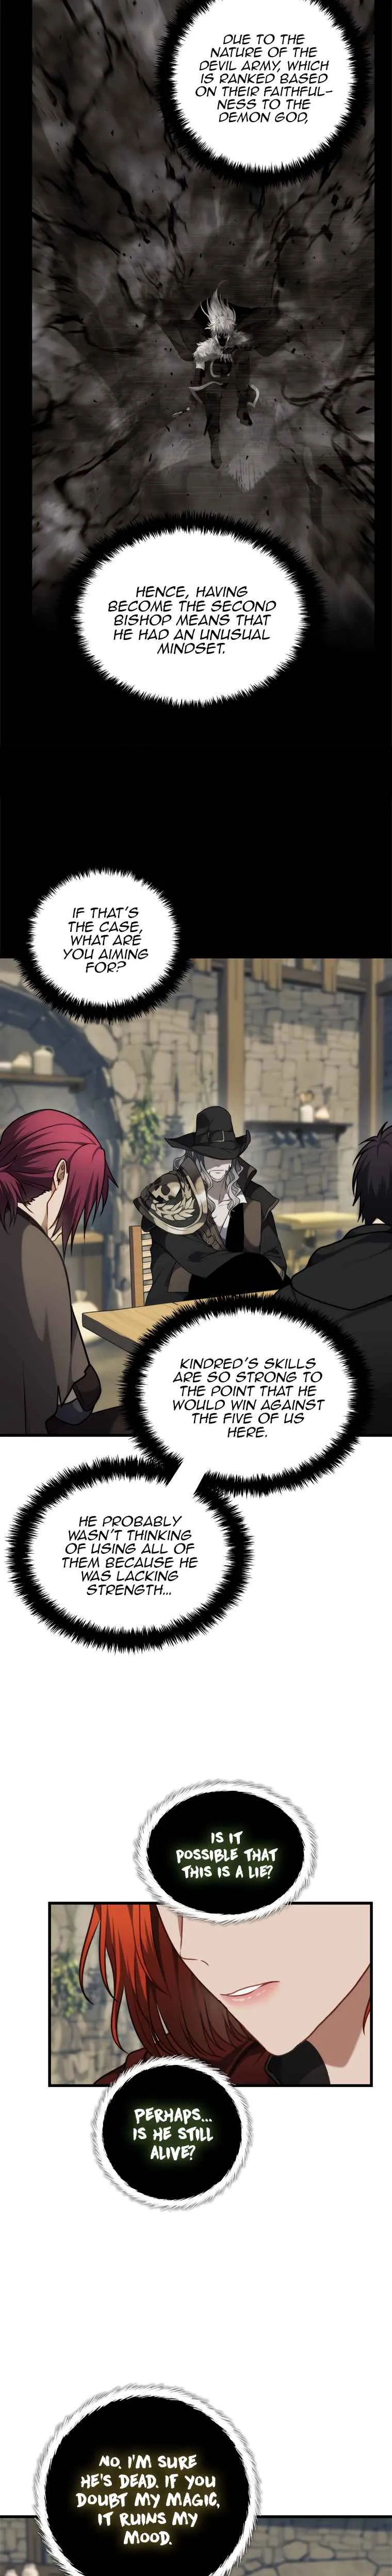 DUE TO THE
NATURE OF THE
DEVIL ARMY, WHICH
IS RANKED BASED
ON THEIR FAITHFUL-
NESS TO THE
DEMON GOD,
HENCE, HAVING
BECOME THE SECOND
BISHOP MEANS THAT
HE HAD AN UNUSUAL
MINDSET.
IF THAT'S
THE CASE,
WHAT ARE
YOU AIMING
FOR?
KINDRED'S SKILLS
ARE SO STRONG TO
THE POINT THAT HE
WOULD WIN AGAINST
THE FIVE OF US
HERE.
HE PROBABLY
WASN'T THINKING
OF USING ALL OF
THEM BECAUSE HE
WAS LACKING
STRENGTH...
IS IT
POSSIBLE THAT
THIS IS A LIE?
PERHAPS...
IS HE STILL
ALIVE?
NO. I'M SURE
HE'S DEAD. IF YOU
DOUBT MY MAGIC,
IT RUINS MY
MOOD.